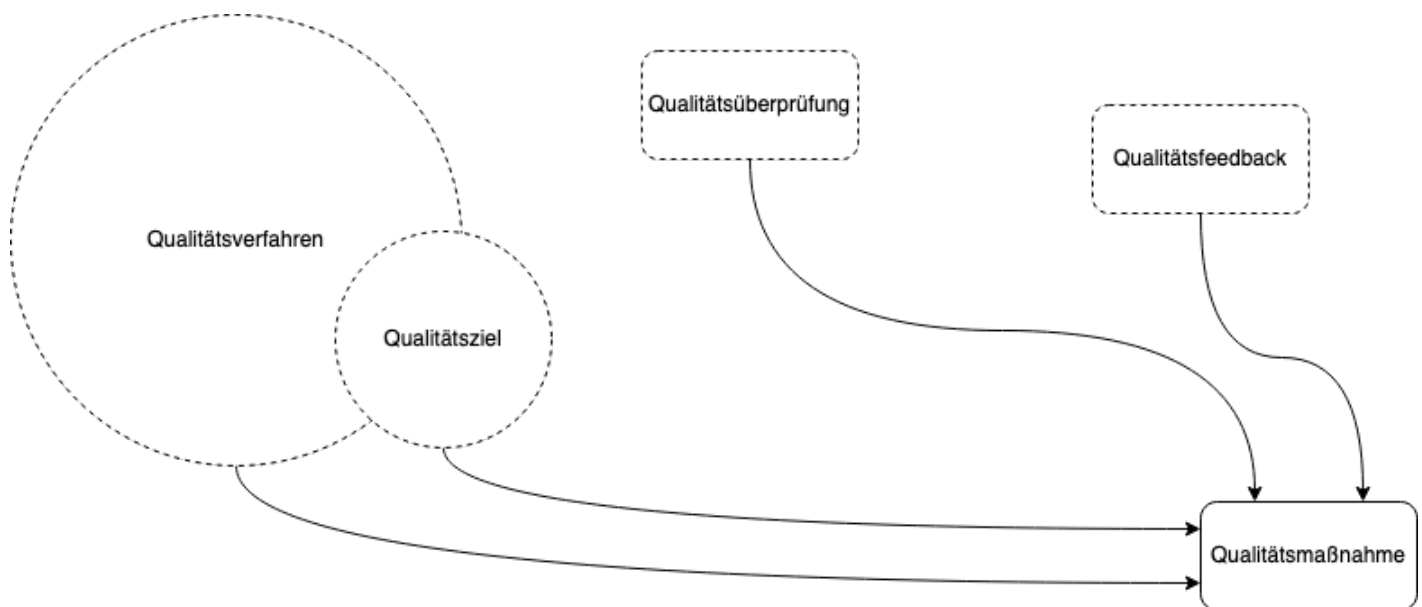 Qualitätsüberprüfung
Qualitätsfeedback
Qualitätsverfahren
Qualitätsziel
Qualitätsmaßnahme